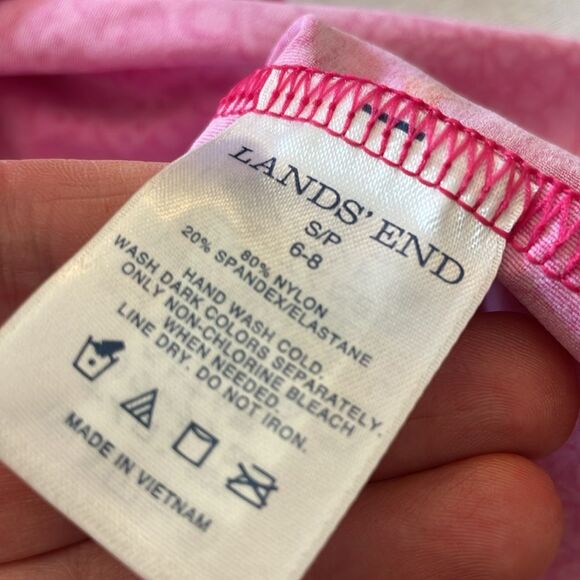 LANDS' END
S/P
6-8
80% NYLON
20% SPANDEX/ELASTANE
HAND WASH COLD.
WASH DARK COLORS SEPARATELY.
ONLY NON-CHLORINE BLEACH
WHEN NEEDED.
LINE DRY. DO NOT IRON.
MADE IN VIETNAM